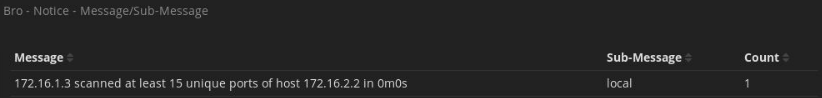 Bro - Notice - Message/Sub-Message
Message Sub-Message Count
172.16.1.3 scanned at least 15 unique ports of host 172.16.2.2 in 0m0s local 1